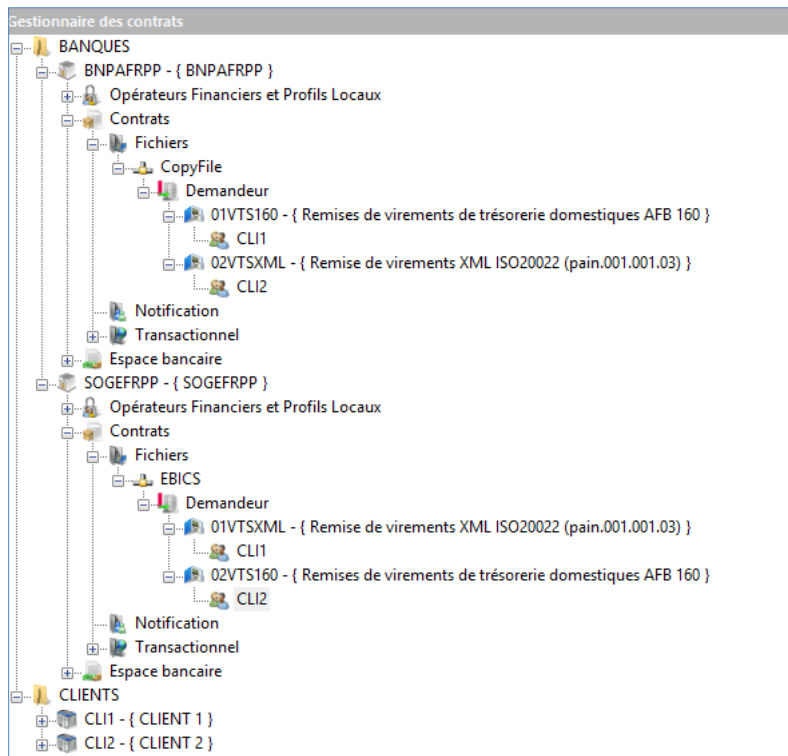 Gestionnaire des contrats
BANQUES
BNPAFRPP - { BNPAFRPP }
Opérateurs Financiers et Profils Locaux
Contrats
Fichiers
CopyFile
Demandeur
01VTS160 - { Remises de virements de trésorerie domestiques AFB 160 }
CLI1
02VTSXML - { Remise de virements XML ISO20022 (pain.001.001.03) }
CLI2
Notification
Transactionnel
Espace bancaire
SOGEFRPP - { SOGEFRPP }
Opérateurs Financiers et Profils Locaux
Contrats
Fichiers
EBICS
Demandeur
01VTSXML - { Remise de virements XML ISO20022 (pain.001.001.03) }
CLI1
02VTS160 - { Remises de virements de trésorerie domestiques AFB 160 }
CLI2
Notification
Transactionnel
Espace bancaire
CLIENTS
CLI1 - { CLIENT 1 }
CLI2 - { CLIENT 2 }